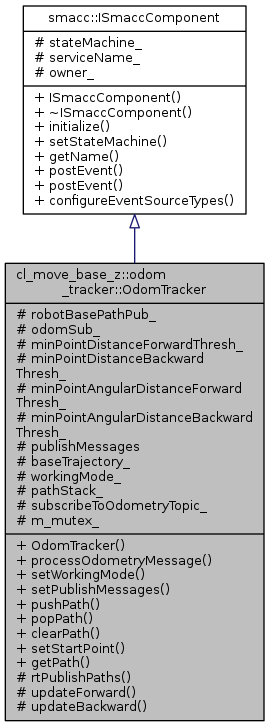 smacc::ISmaccComponent
# stateMachine_
# serviceName_
# owner_
+ ISmaccComponent()
+ ~ISmaccComponent()
+ initialize()
+ setStateMachine()
+ getName()
+ postEvent()
+ postEvent()
+ configureEventSourceTypes()
cl_move_base_z::odom
_tracker::OdomTracker
# robotBasePathPub_
# odomSub_
# minPointDistanceForwardThresh_
# minPointDistanceBackward
Thresh_
# minPointAngularDistanceForward
Thresh_
# minPointAngularDistanceBackward
Thresh_
# publishMessages
# baseTrajectory_
# workingMode_
# pathStack_
# subscribeToOdometryTopic_
# m_mutex_
+ OdomTracker()
+ processOdometryMessage()
+ setWorkingMode()
+ setPublishMessages()
+ pushPath()
+ popPath()
+ clearPath()
+ setStartPoint()
+ getPath()
# rtPublishPaths()
# updateForward()
# updateBackward()